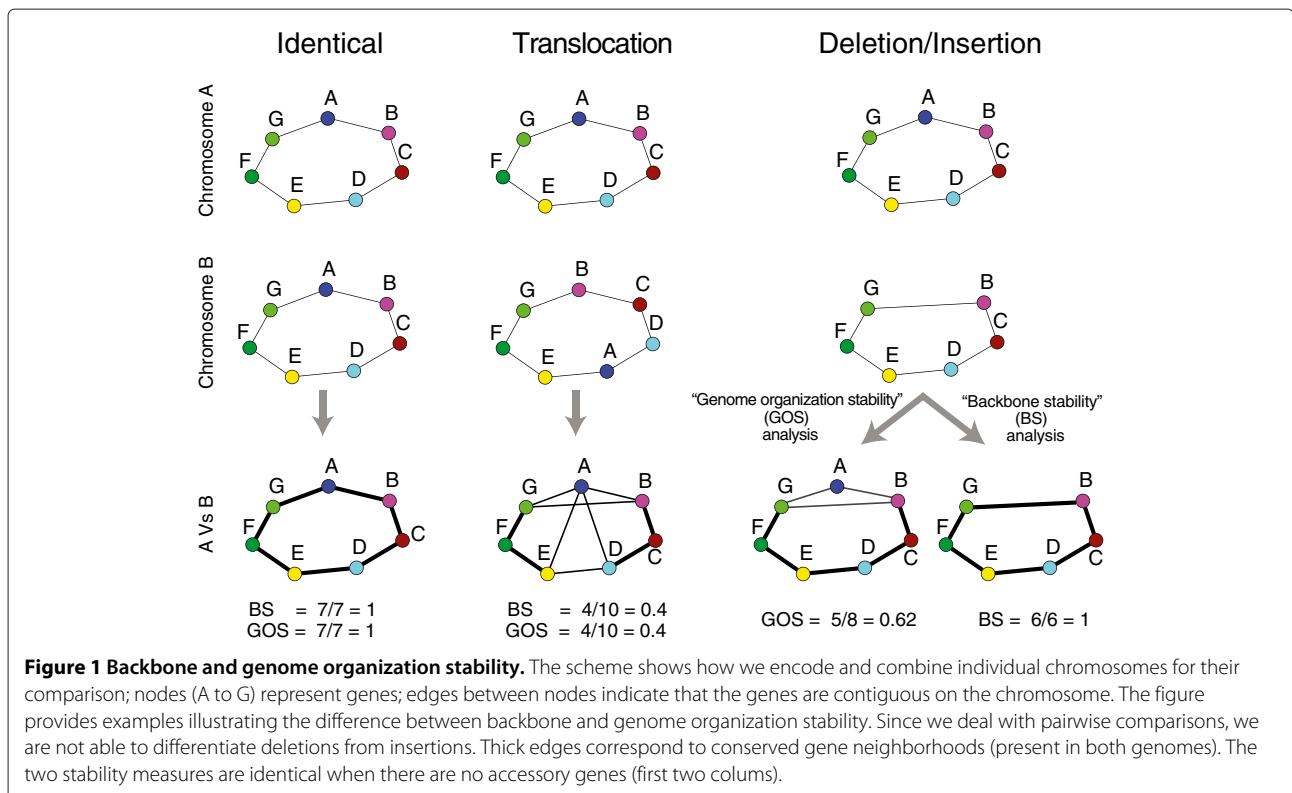 Identical Translocation Deletion/Insertion
Chromosome A
A
G B
F C
E D
A
G B
F C
E D
A
G B
F C
E D
Chromosome B
A
G B
F C
E D
B
G C
F D
E A
G B
F C
E D
"Genome organization stability"
(GOS)
analysis
"Backbone stability"
(BS)
analysis
A Vs B
A
G B
F C
E D
A
G B
F C
E D
A
G B
F C
E D
G B
F C
E D
BS = 7/7 = 1
GOS = 7/7 = 1
BS = 4/10 = 0.4
GOS = 4/10 = 0.4
GOS = 5/8 = 0.62
BS = 6/6 = 1
Figure 1 Backbone and genome organization stability. The scheme shows how we encode and combine individual chromosomes for their
comparison; nodes (A to G) represent genes; edges between nodes indicate that the genes are contiguous on the chromosome. The figure
provides examples illustrating the difference between backbone and genome organization stability. Since we deal with pairwise comparisons, we
are not able to differentiate deletions from insertions. Thick edges correspond to conserved gene neighborhoods (present in both genomes). The
two stability measures are identical when there are no accessory genes (first two colums).